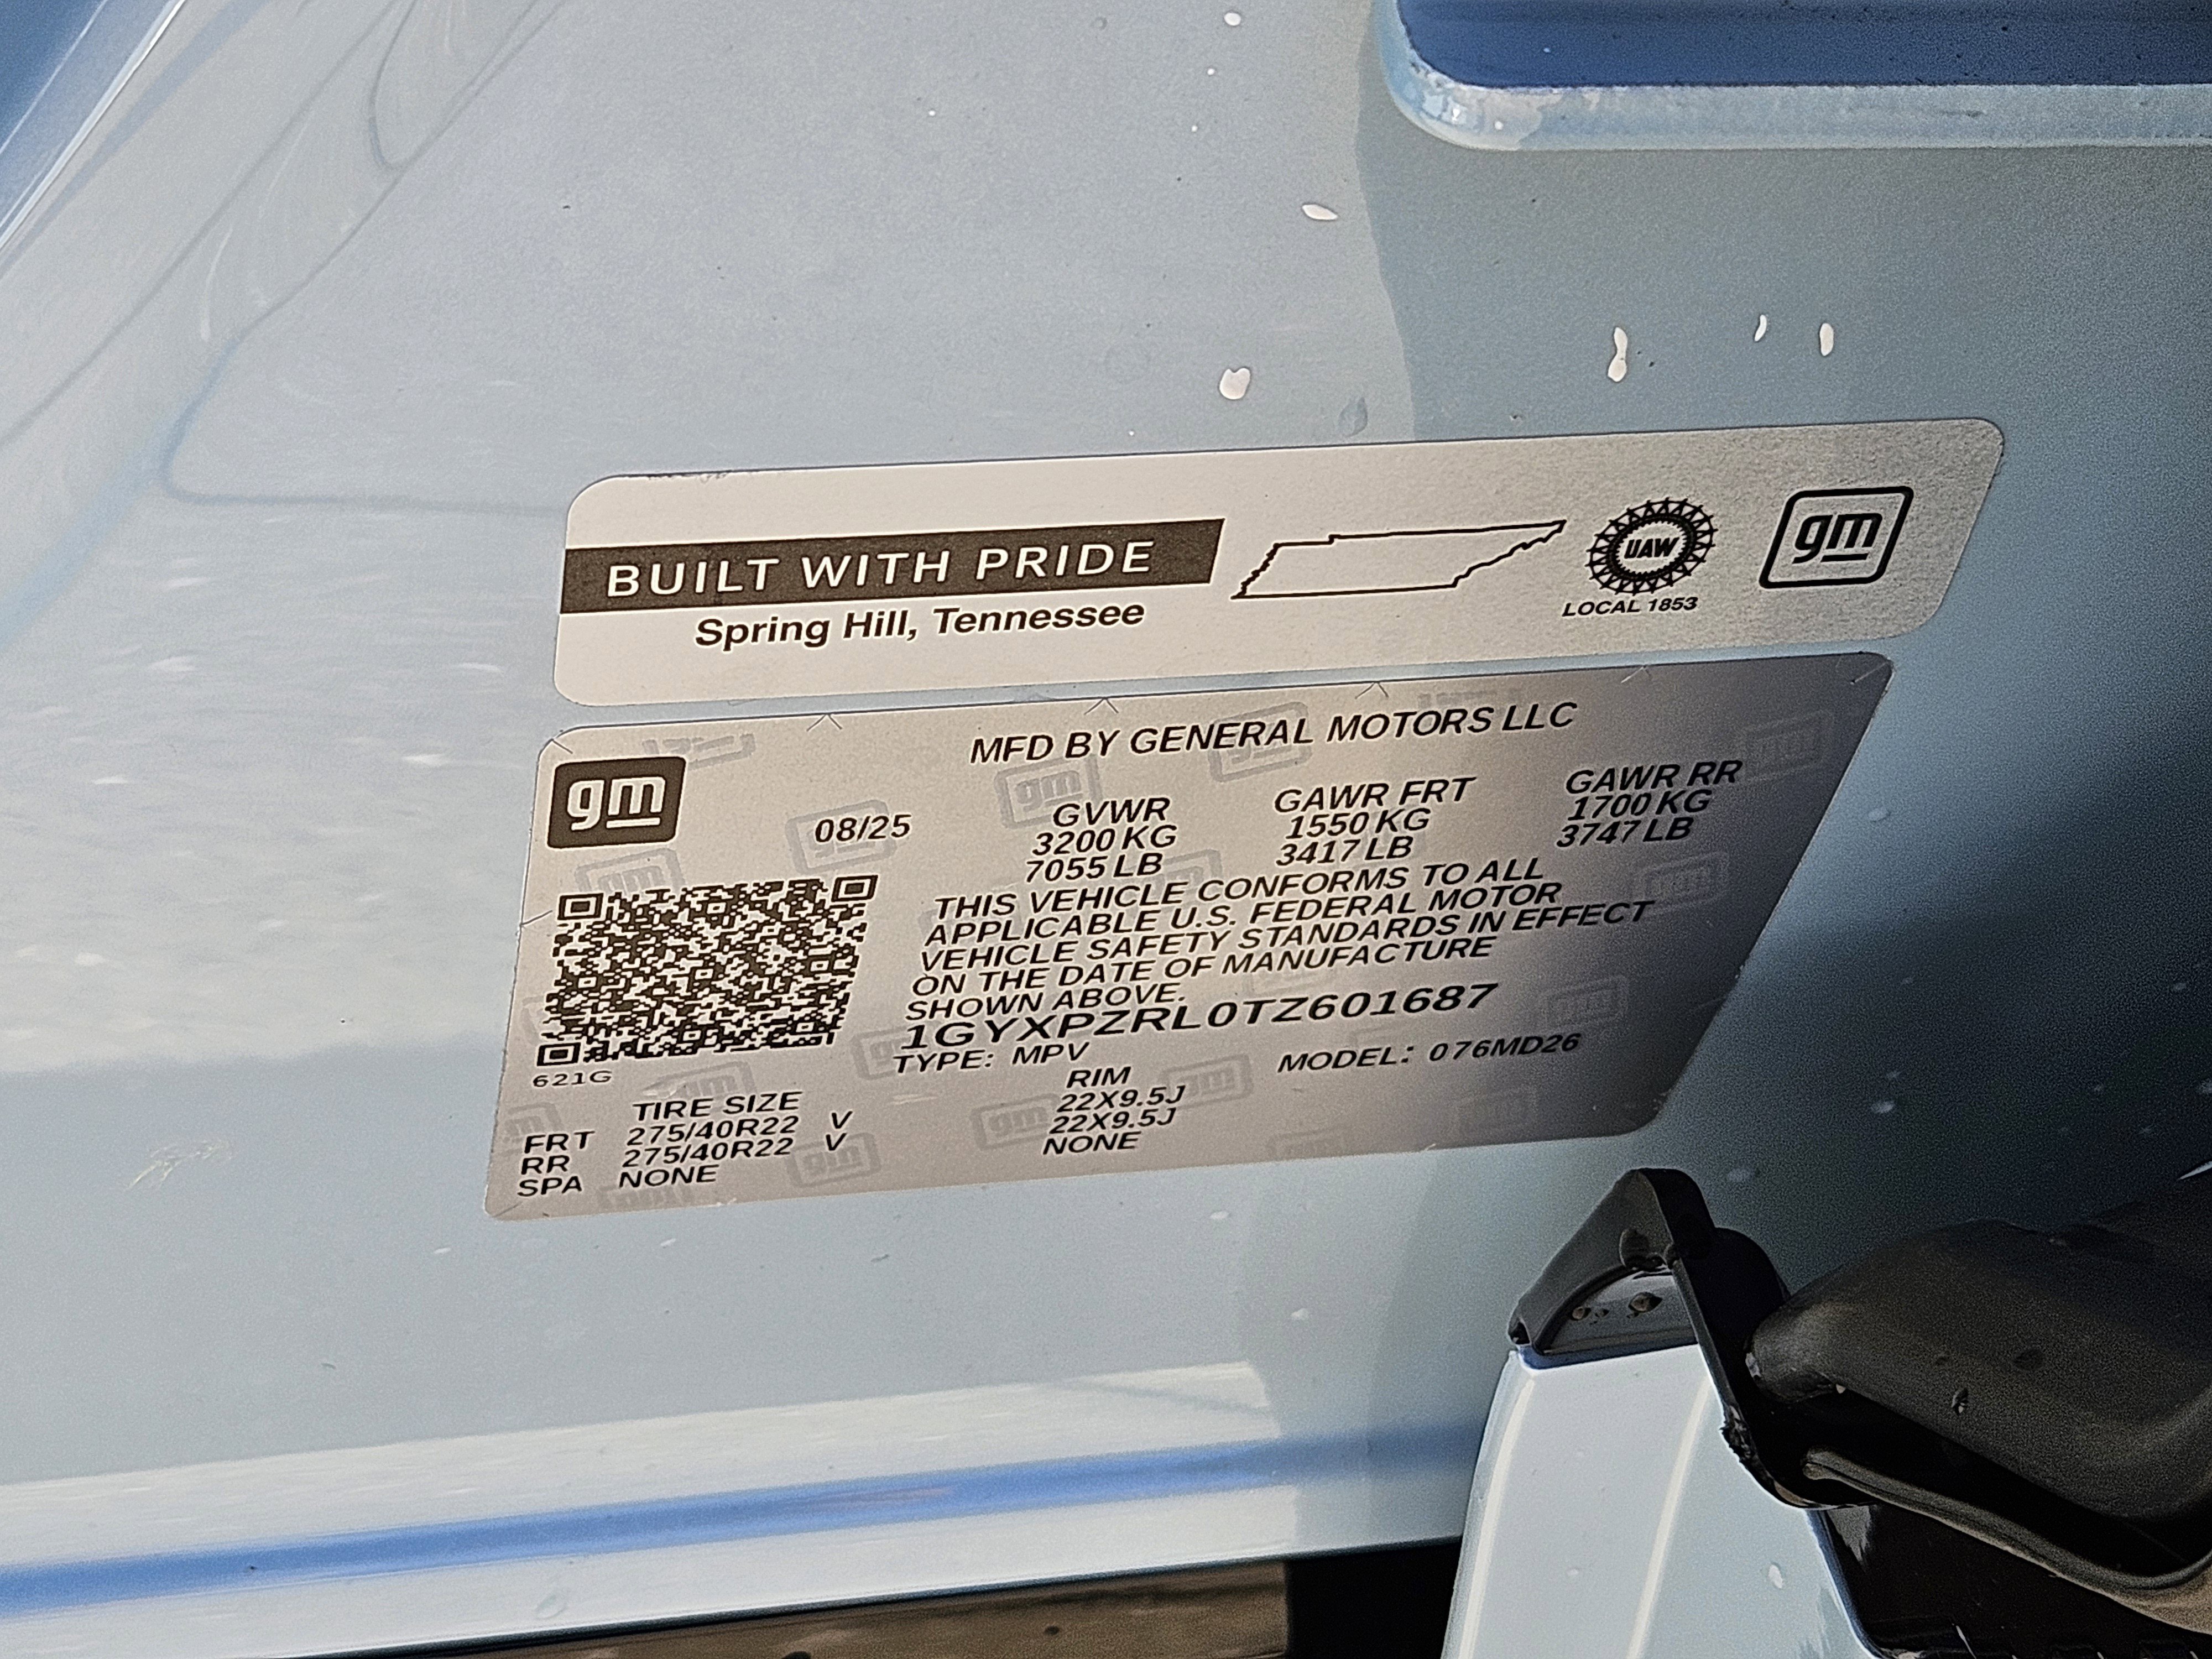 BUILT WITH PRIDE
Spring Hill, Tennessee
UAW
LOCAL 1853
gm
gm
MFD BY GENERAL MOTORS LLC
08/25
GVWR GAWR FRT GAWR RR
3200 KG 1550 KG 1700 KG
7055 LB 3417 LB 3747 LB
THIS VEHICLE CONFORMS TO ALL
APPLICABLE U.S. FEDERAL MOTOR
VEHICLE SAFETY STANDARDS IN EFFECT
ON THE DATE OF MANUFACTURE
SHOWN ABOVE.
1GYXPZRL0TZ601687
TYPE: MPV MODEL: 076MD26
621G
TIRE SIZE RIM
FRT 275/40R22 V 22X9.5J
RR 275/40R22 V 22X9.5J
SPA NONE NONE